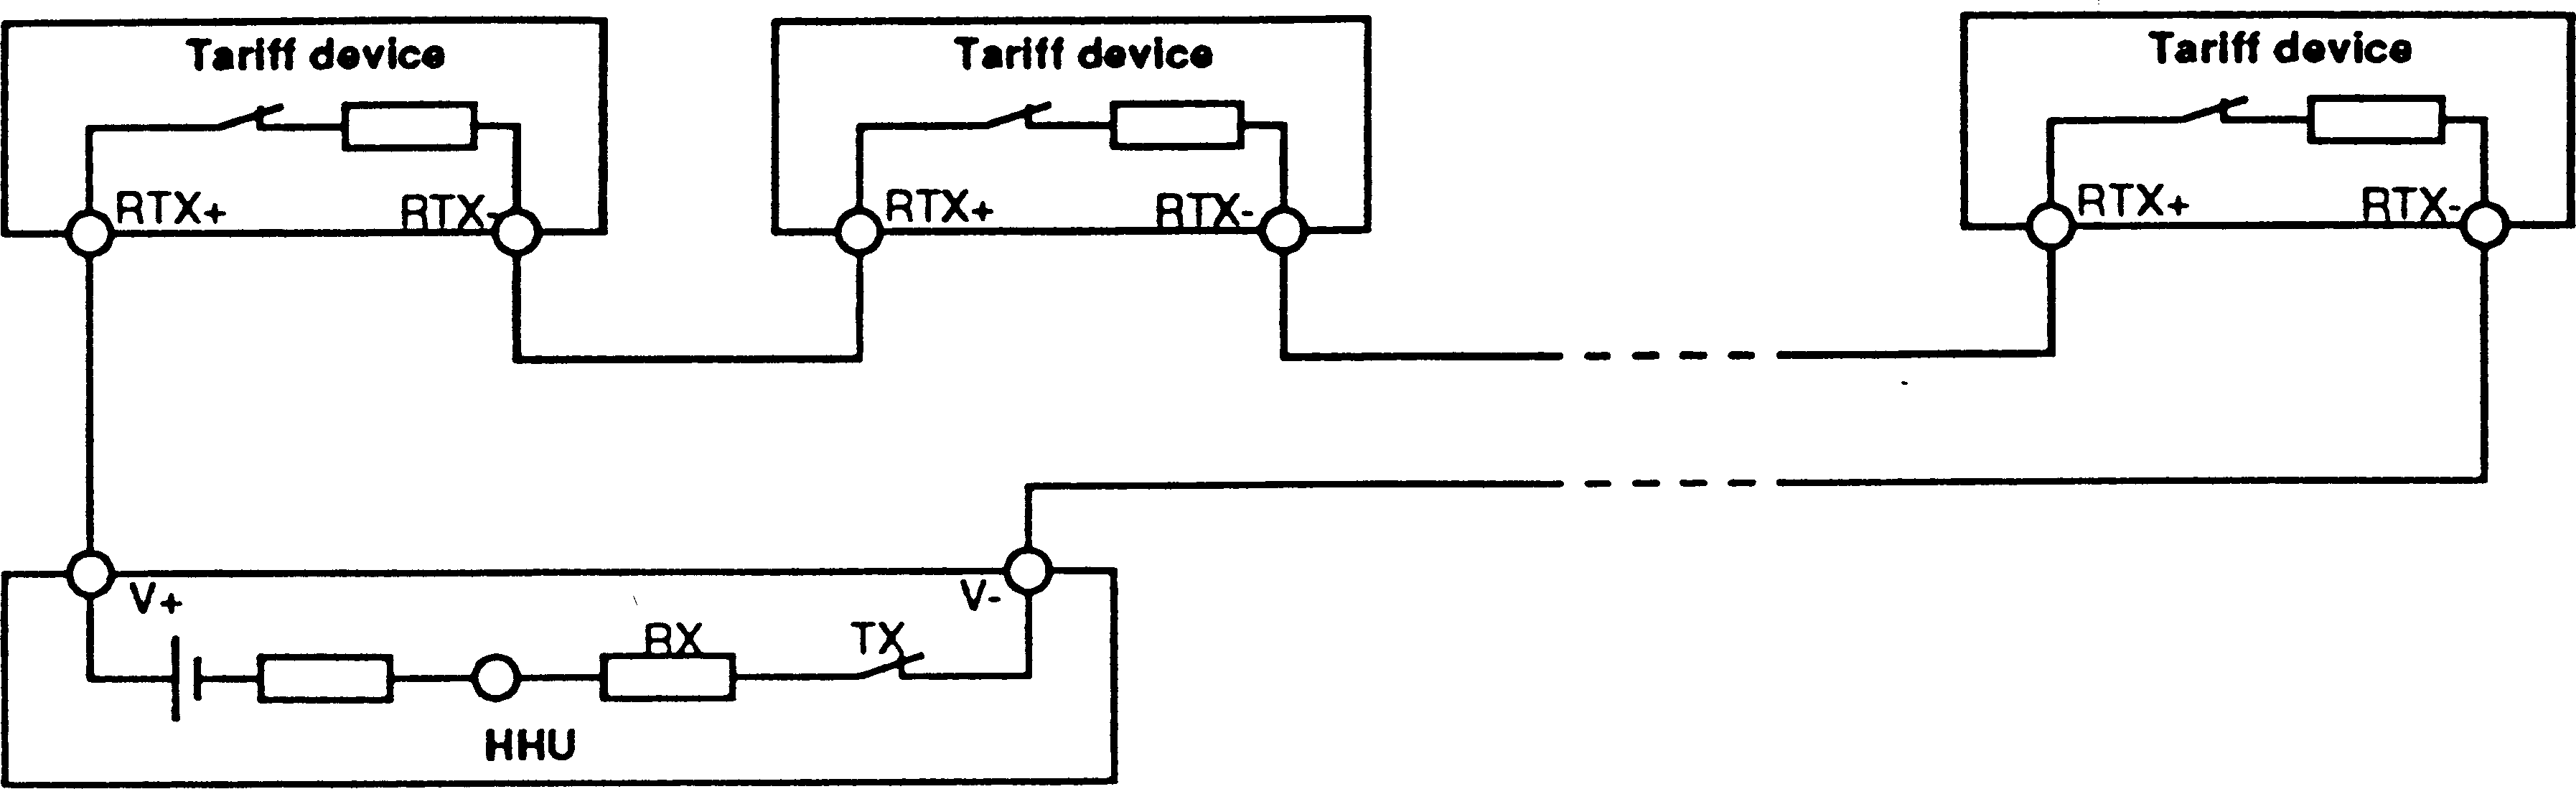 Tariff device
RTX+ RTX-
Tariff device
RTX+ RTX-
Tariff device
RTX+ RTX-
V+ V-
RX TX
HHU